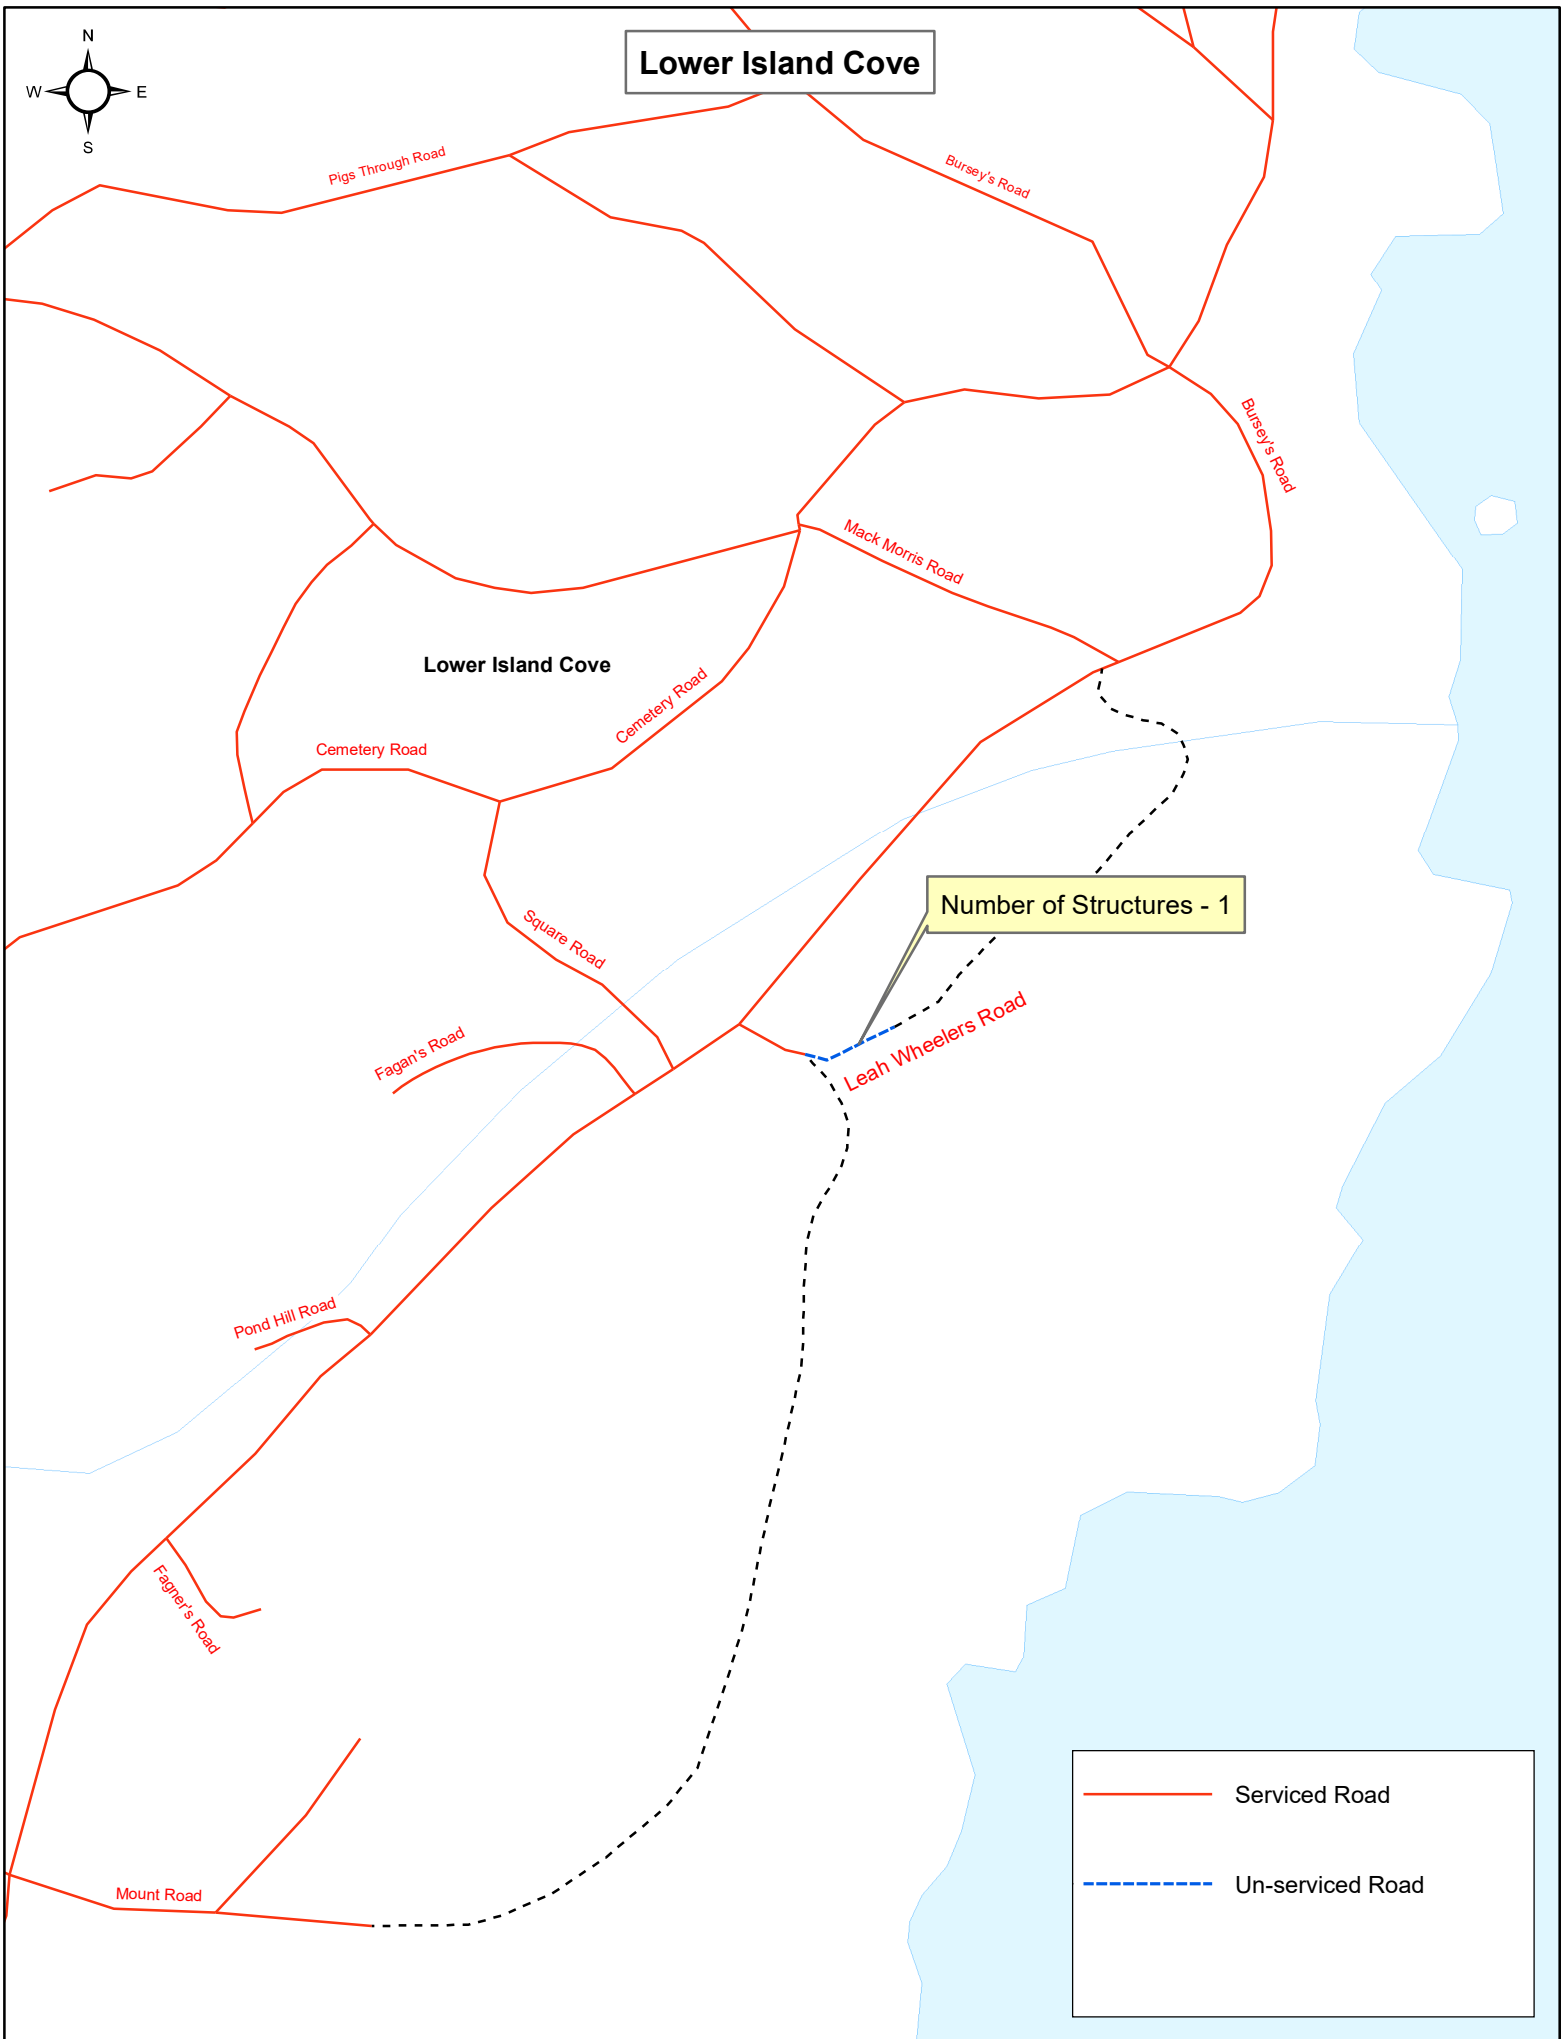 N
W E
S
Lower Island Cove
Pigs Through Road
Bursey's Road
Bursey's Road
Mack Morris Road
Lower Island Cove
Cemetery Road
Cemetery Road
Number of Structures - 1
Square Road
Leah Wheelers Road
Fagan's Road
Pond Hill Road
Fagner's Road
Mount Road
Serviced Road
Un-serviced Road